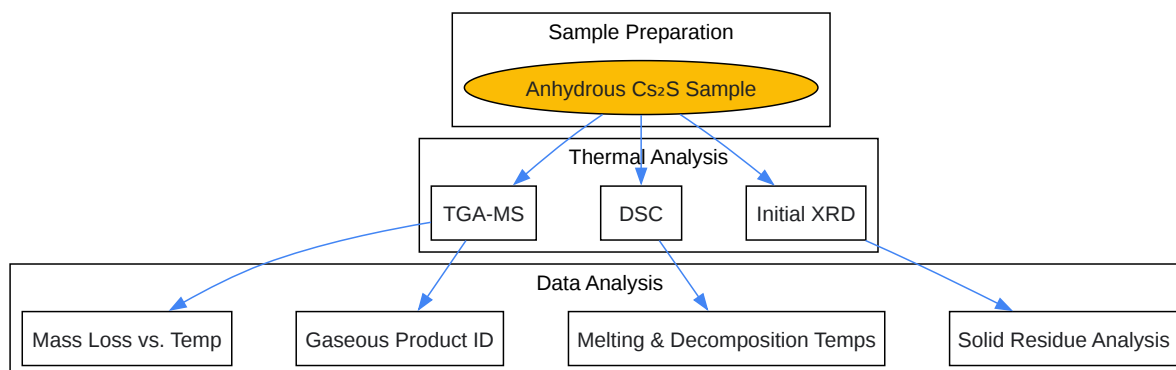 Sample Preparation
Anhydrous Cs₂S Sample
Thermal Analysis
TGA-MS
DSC
Initial XRD
Data Analysis
Mass Loss vs. Temp
Gaseous Product ID
Melting & Decomposition Temps
Solid Residue Analysis